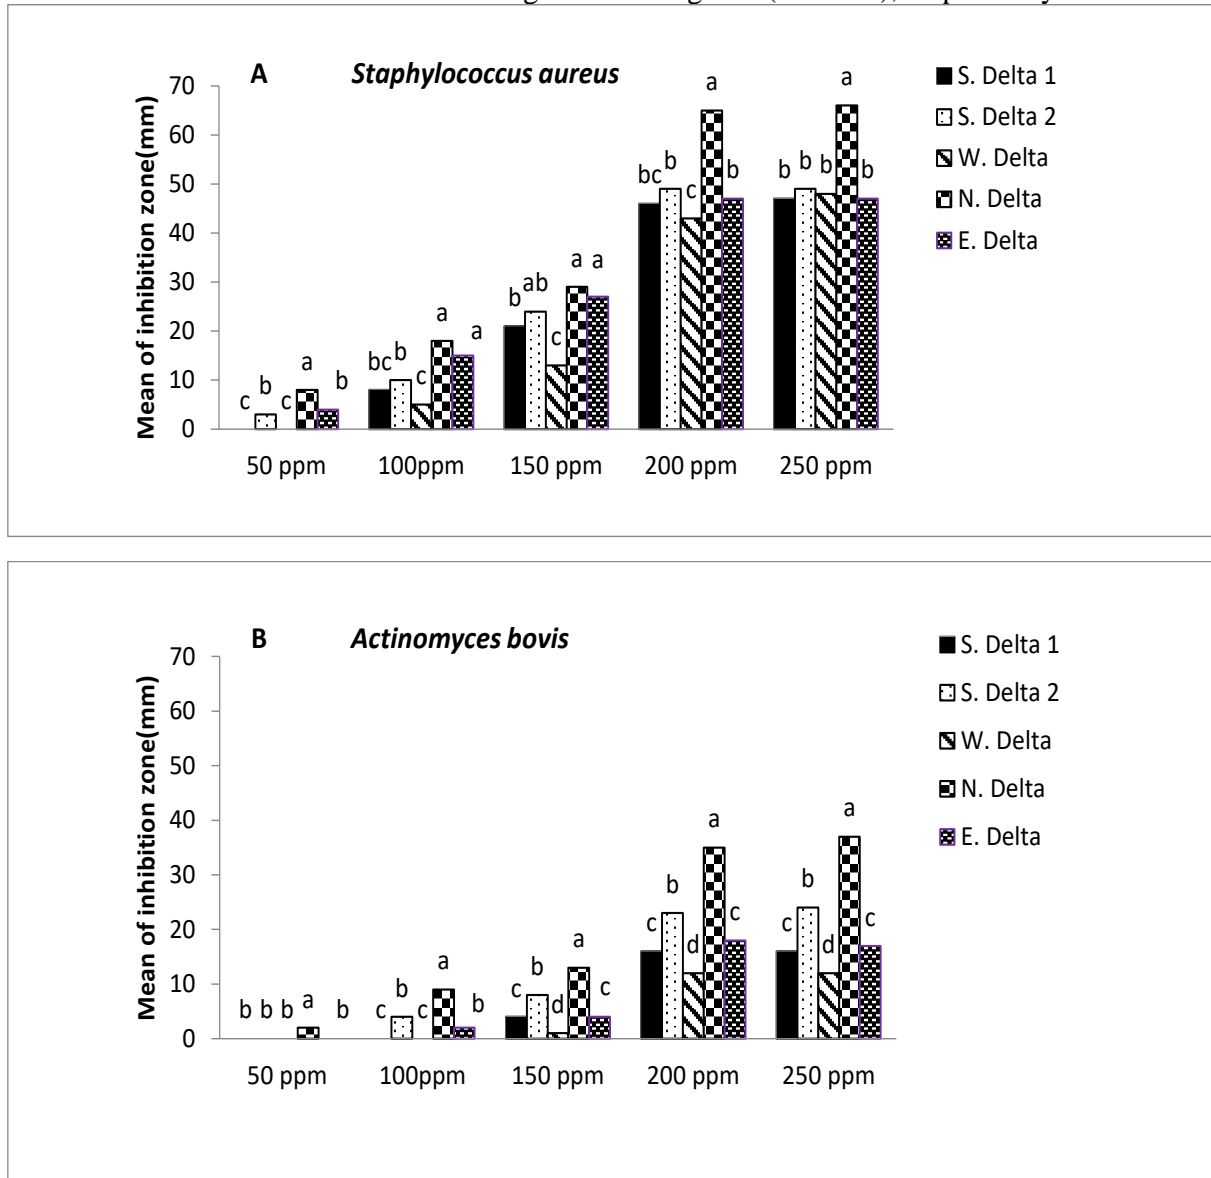 A Staphylococcus aureus
Mean of inhibition zone(mm)
70
60
50
40
30
20
10
0
c b c a b
bc b c a a
b ab c a a
bc b c a b
b b b a b
50 ppm 100ppm 150 ppm 200 ppm 250 ppm
S. Delta 1
S. Delta 2
W. Delta
N. Delta
E. Delta
B Actinomyces bovis
Mean of inhibition zone(mm)
70
60
50
40
30
20
10
0
b b b a b
c b c a b
c b d a c
c b d a c
c b d a c
50 ppm 100ppm 150 ppm 200 ppm 250 ppm
S. Delta 1
S. Delta 2
W. Delta
N. Delta
E. Delta